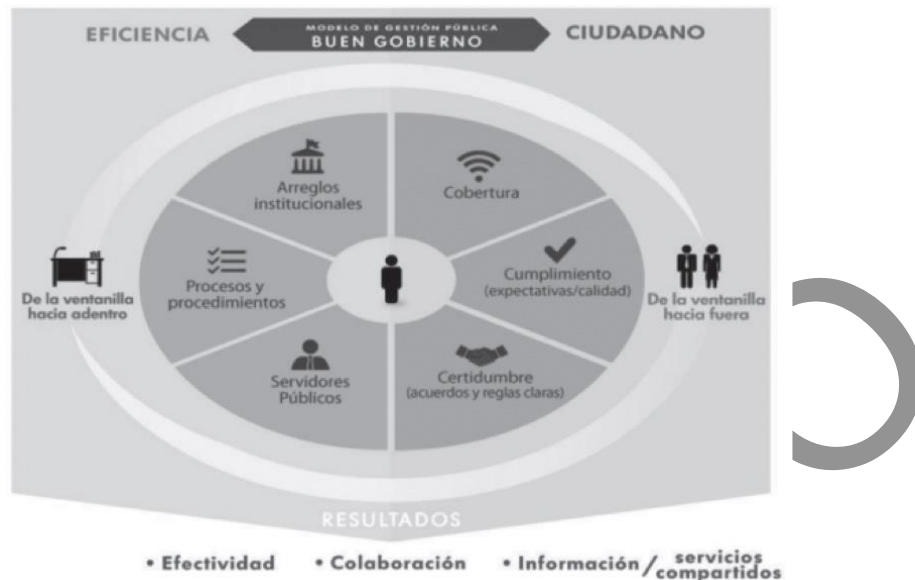 EFICIENCIA
MODELO DE GESTIÓN PÚBLICA
BUEN GOBIERNO
CIUDADANO
Arreglos
institucionales
Cobertura
Procesos y
procedimientos
Cumplimiento
(expectativas/calidad)
De la ventanilla
hacia adentro
De la ventanilla
hacia fuera
Servidores
Públicos
Certidumbre
(acuerdos y reglas claras)
RESULTADOS
• Efectividad
• Colaboración
• Información / servicios
compartidos